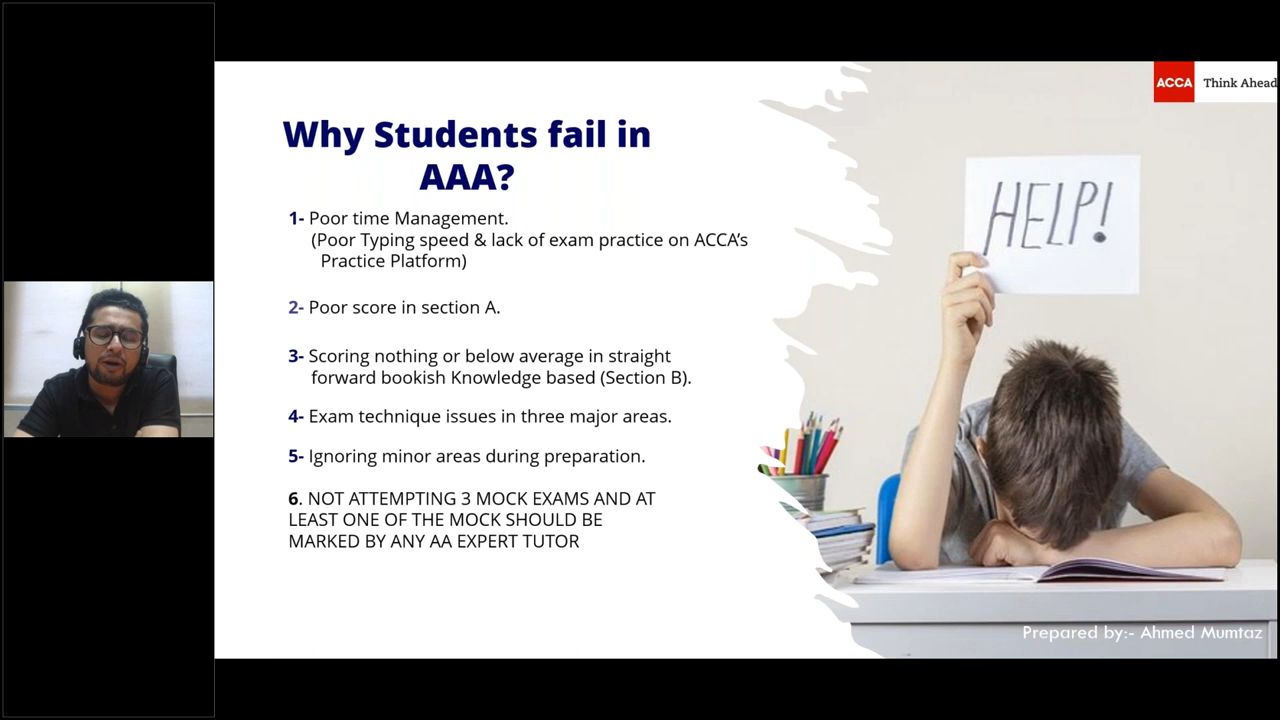 ACCA Think Ahead
Why Students fail in
AAA?
1- Poor time Management.
(Poor Typing speed & lack of exam practice on ACCA's
Practice Platform)
HELP!
2- Poor score in section A.
3- Scoring nothing or below average in straight
forward bookish Knowledge based (Section B).
4- Exam technique issues in three major areas.
5- Ignoring minor areas during preparation.
6. NOT ATTEMPTING 3 MOCK EXAMS AND AT
LEAST ONE OF THE MOCK SHOULD BE
MARKED BY ANY AA EXPERT TUTOR
Prepared by:- Ahmed Mumtaz